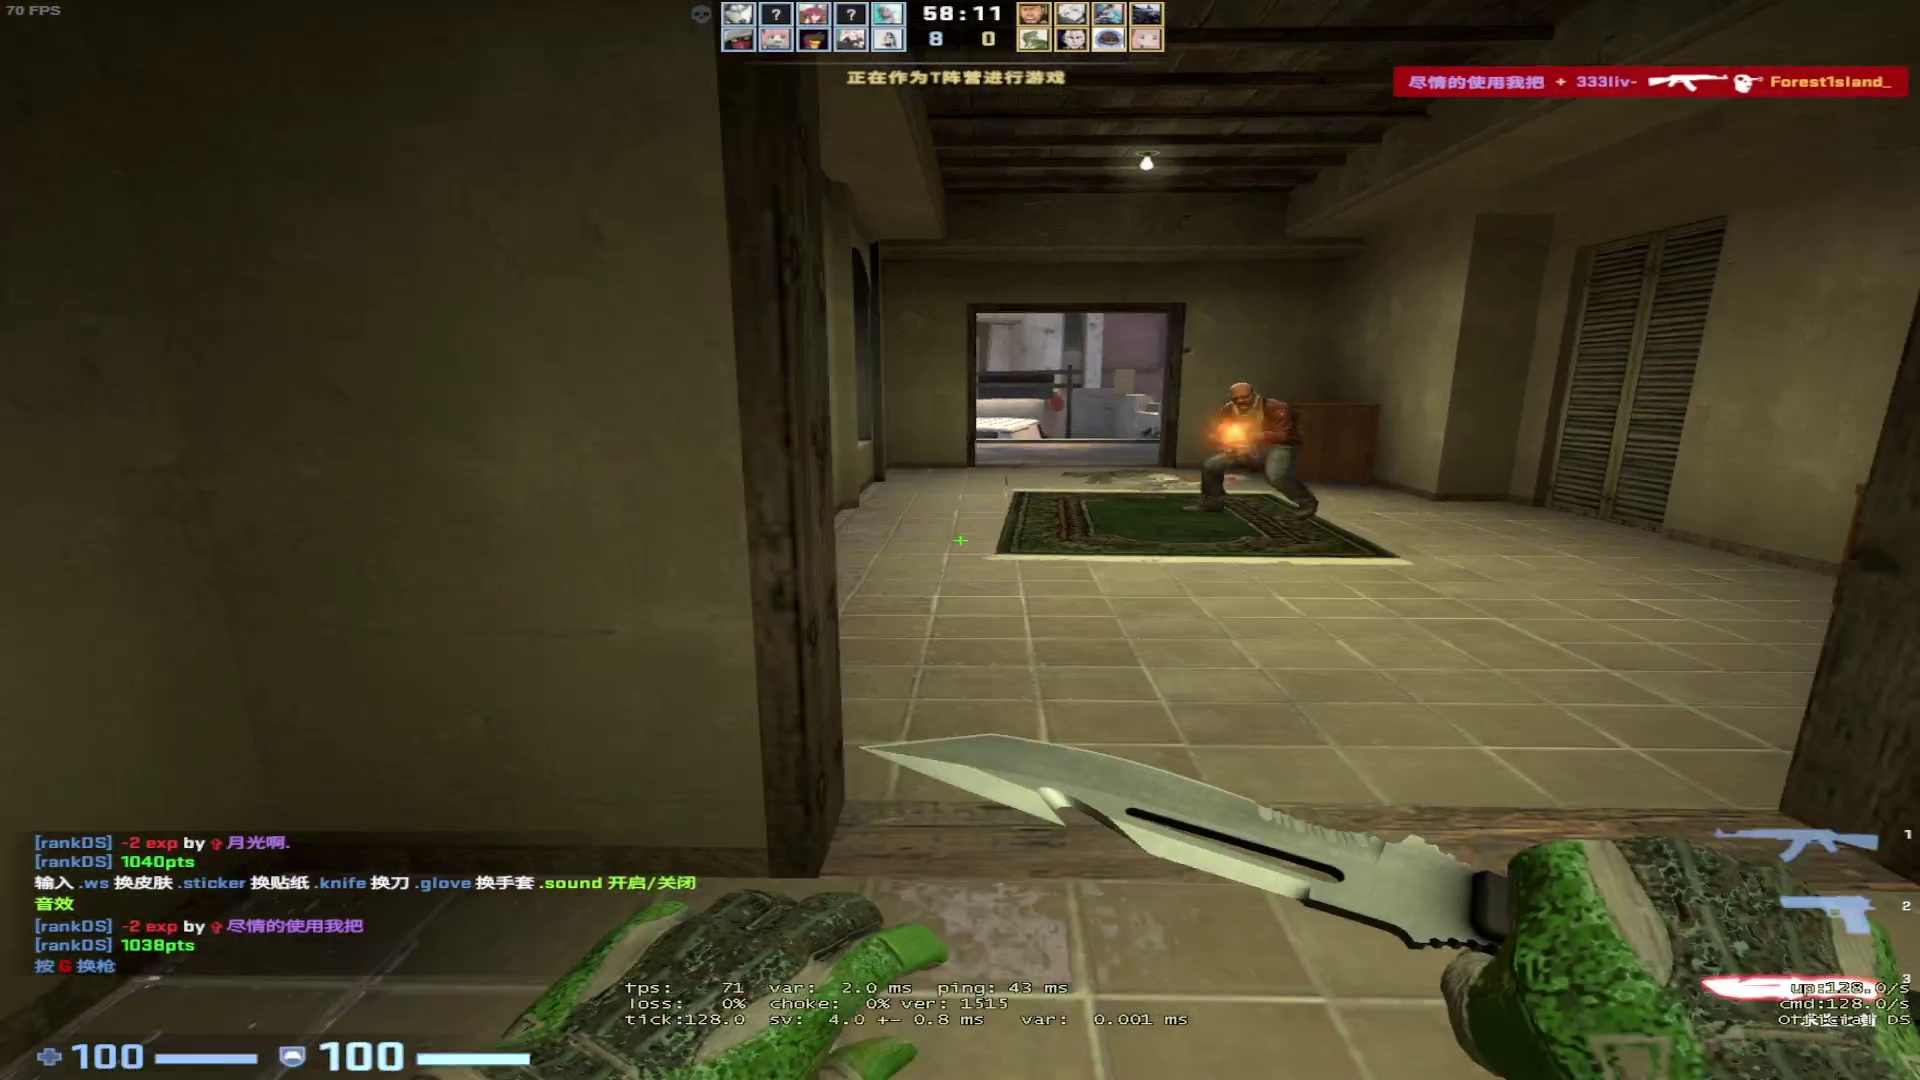 70 FPS
? ? 58:11
8 0
正在作为T阵营进行游戏
尽情的使用我把 + 333liv- Forest1sland_
[rankDS] -2 exp by 月光啊.
[rankDS] 1040pts
输入 .ws 换皮肤 .sticker 换贴纸 .knife 换刀 .glove 换手套 .sound 开启/关闭
音效
[rankDS] -2 exp by 尽情的使用我把
[rankDS] 1038pts
按 G 换枪
1
2
3
fps: 71 var: 2.0 ms ping: 43 ms
loss: 0% choke: 0% ver: 1515
tick:128.0 sv: 4.0 +- 0.8 ms var: 0.001 ms
up:128.0/s
cmd:128.0/s
Official DS
100 100